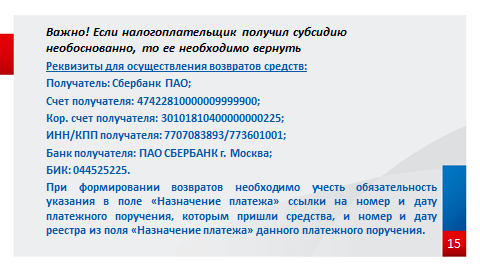 Важно! Если налогоплательщик получил субсидию
необоснованно, то ее необходимо вернуть
Реквизиты для осуществления возвратов средств:
Получатель: Сбербанк ПАО;
Счет получателя: 47422810000009999900;
Кор. счет получателя: 30101810400000000225;
ИНН/КПП получателя: 7707083893/773601001;
Банк получателя: ПАО СБЕРБАНК г. Москва;
БИК: 044525225.
При формировании возвратов необходимо учесть обязательность
указания в поле «Назначение платежа» ссылки на номер и дату
платежного поручения, которым пришли средства, и номер и дату
реестра из поля «Назначение платежа» данного платежного поручения.
15